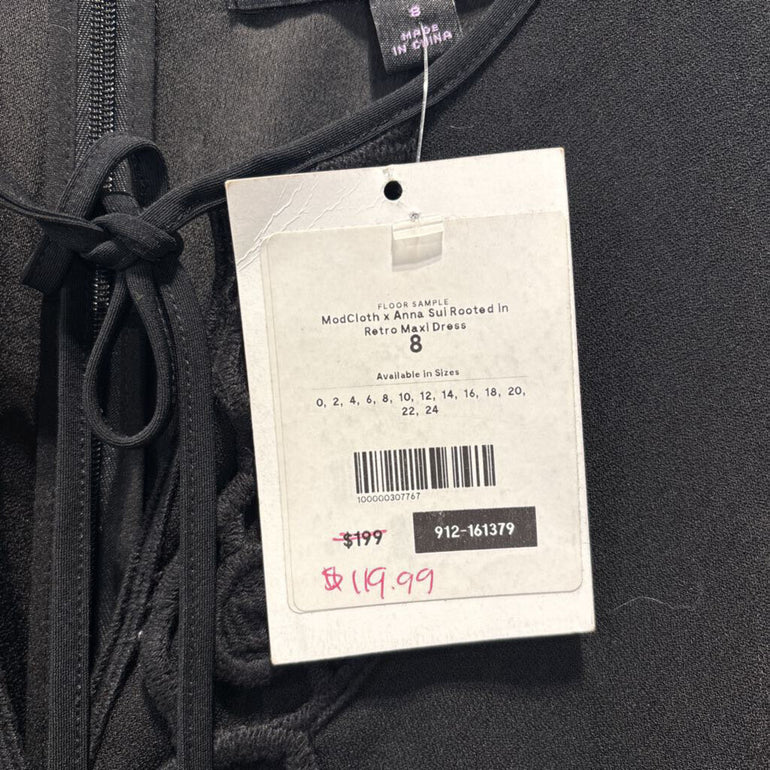 8
MADE
IN CHINA
FLOOR SAMPLE
ModCloth x Anna Sui Rooted in
Retro Maxi Dress
8
Available in Sizes
0, 2, 4, 6, 8, 10, 12, 14, 16, 18, 20,
22, 24
100000307767
$199 912-161379
$119.99